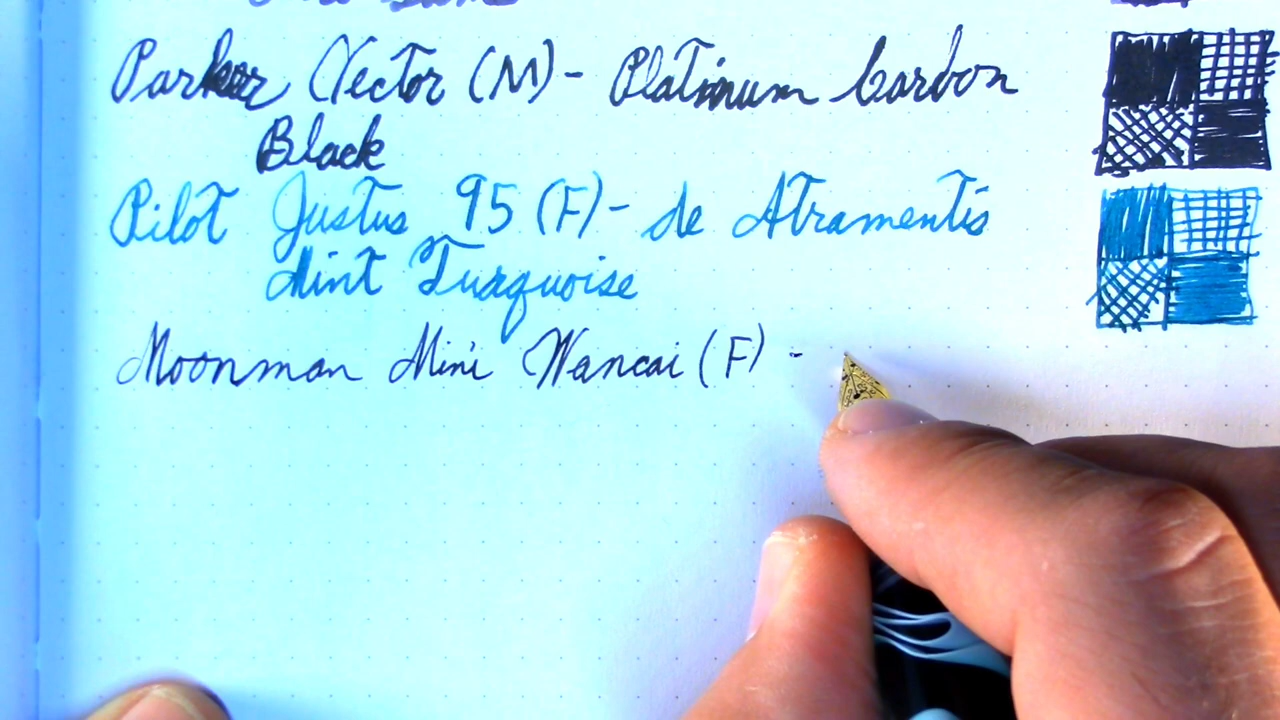 Parker Vector (M) - Platinum Carbon
Black
Pilot Justus 95 (F) - de Atramentis
Mint Turquoise
Moonman Mini Wancai (F) -